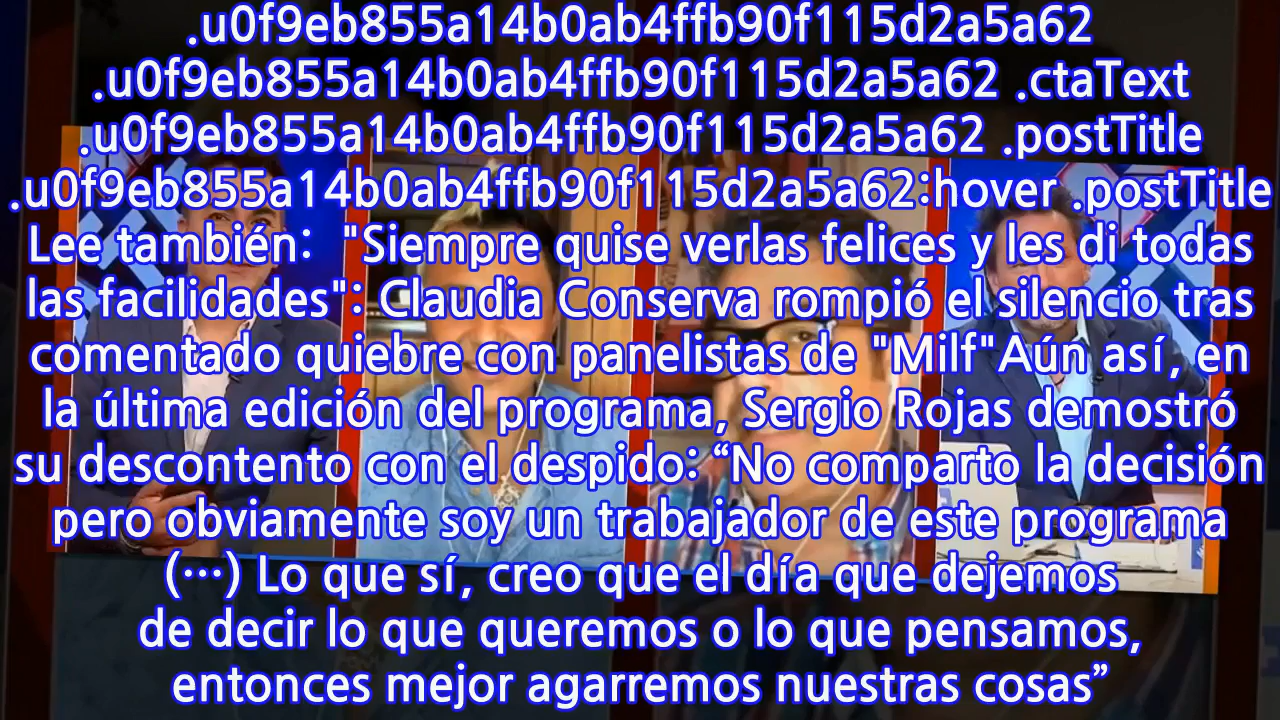 .u0f9eb855a14b0ab4ffb90f115d2a5a62
.u0f9eb855a14b0ab4ffb90f115d2a5a62 .ctaText
.u0f9eb855a14b0ab4ffb90f115d2a5a62 .postTitle
.u0f9eb855a14b0ab4ffb90f115d2a5a62:hover .postTitle
Lee también:  "Siempre quise verlas felices y les di todas
las facilidades": Claudia Conserva rompió el silencio tras
comentado quiebre con panelistas de "Milf"Aún así, en
la última edición del programa, Sergio Rojas demostró
su descontento con el despido: “No comparto la decisión
pero obviamente soy un trabajador de este programa
(…) Lo que sí, creo que el día que dejemos
de decir lo que queremos o lo que pensamos,
entonces mejor agarremos nuestras cosas”